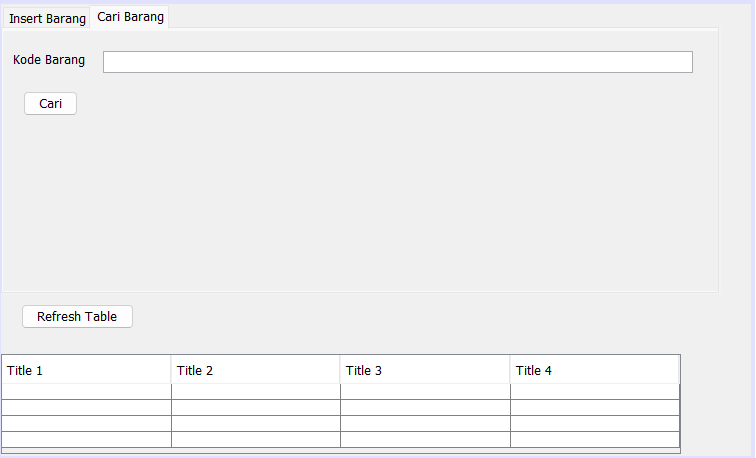 Insert Barang Cari Barang
Kode Barang
Cari
Refresh Table
Title 1 Title 2 Title 3 Title 4